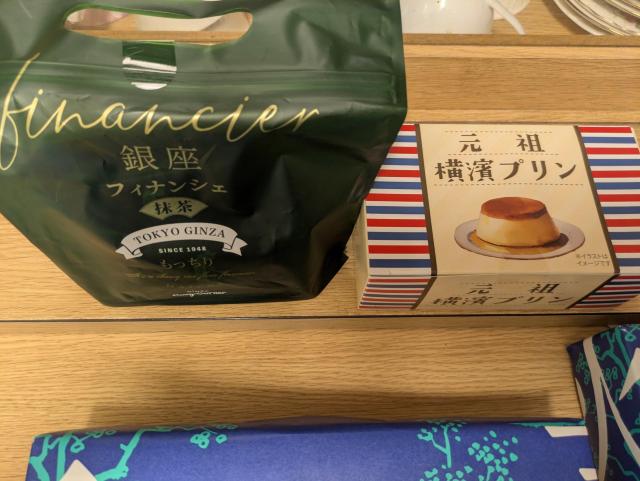 financier
銀座
フィナンシェ
抹茶
TOKYO GINZA
SINCE 1948
もっちり
元祖
横濱プリン
※イラストは
イメージです
元祖
横濱プリン